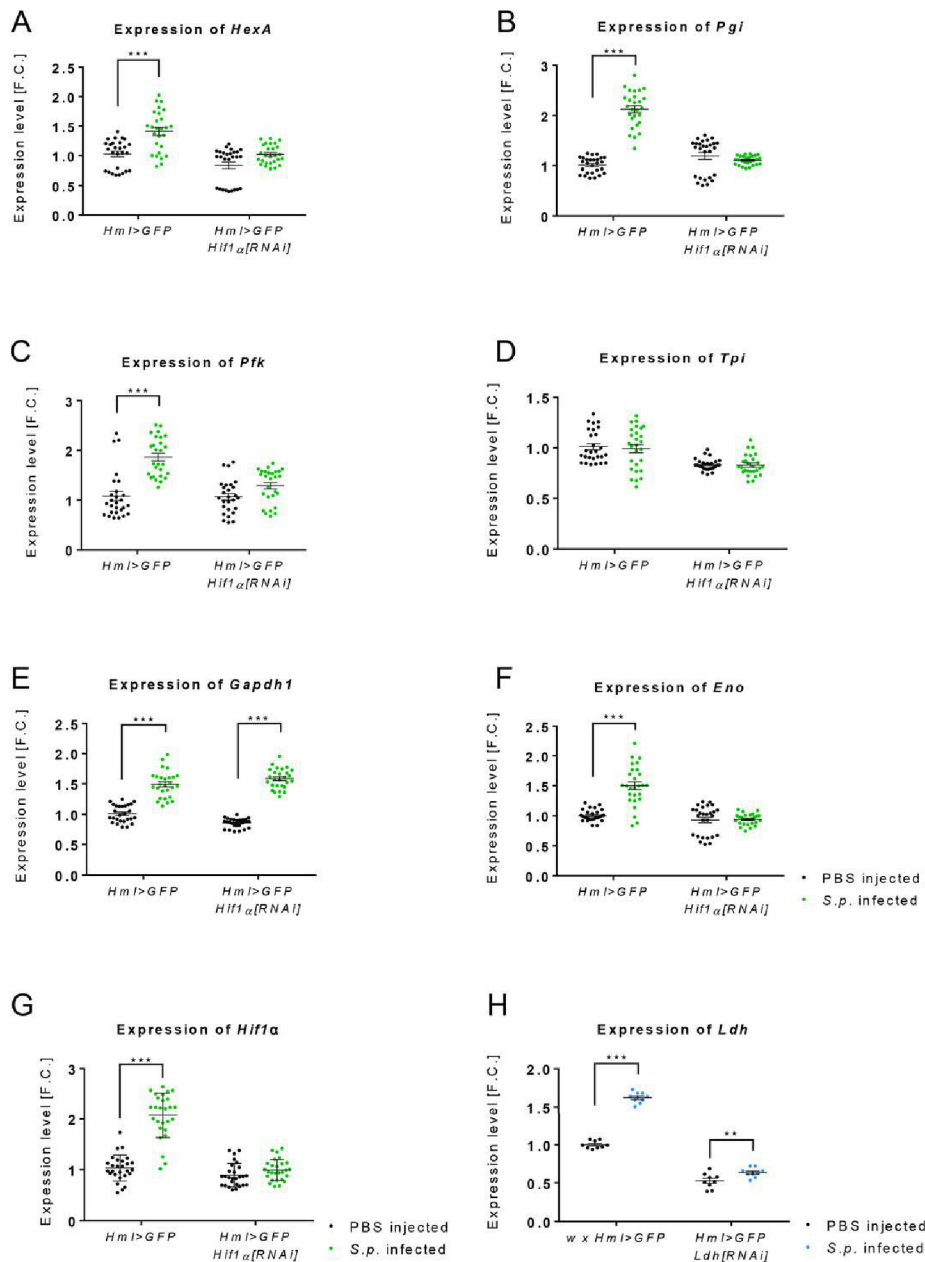 A
Expression of HexA
Expression level [F.C.]
2.5
2.0
1.5
1.0
0.5
0.0
***
Hml>GFP
Hml>GFP
Hif1α[RNAi]
B
Expression of Pgi
Expression level [F.C.]
3
2
1
0
***
Hml>GFP
Hml>GFP
Hif1α[RNAi]
C
Expression of Pfk
Expression level [F.C.]
3
2
1
0
***
Hml>GFP
Hml>GFP
Hif1α[RNAi]
D
Expression of Tpi
Expression level [F.C.]
1.5
1.0
0.5
0.0
Hml>GFP
Hml>GFP
Hif1α[RNAi]
E
Expression of Gapdh1
Expression level [F.C.]
2.5
2.0
1.5
1.0
0.5
0.0
***
***
Hml>GFP
Hml>GFP
Hif1α[RNAi]
F
Expression of Eno
Expression level [F.C.]
2.5
2.0
1.5
1.0
0.5
0.0
***
Hml>GFP
Hml>GFP
Hif1α[RNAi]
PBS injected
S.p. infected
G
Expression of Hif1α
Expression level [F.C.]
3
2
1
0
***
Hml>GFP
Hml>GFP
Hif1α[RNAi]
PBS injected
S.p. infected
H
Expression of Ldh
Expression level [F.C.]
2.0
1.5
1.0
0.5
0.0
***
**
w x Hml>GFP
Hml>GFP
Ldh[RNAi]
PBS injected
S.p. infected